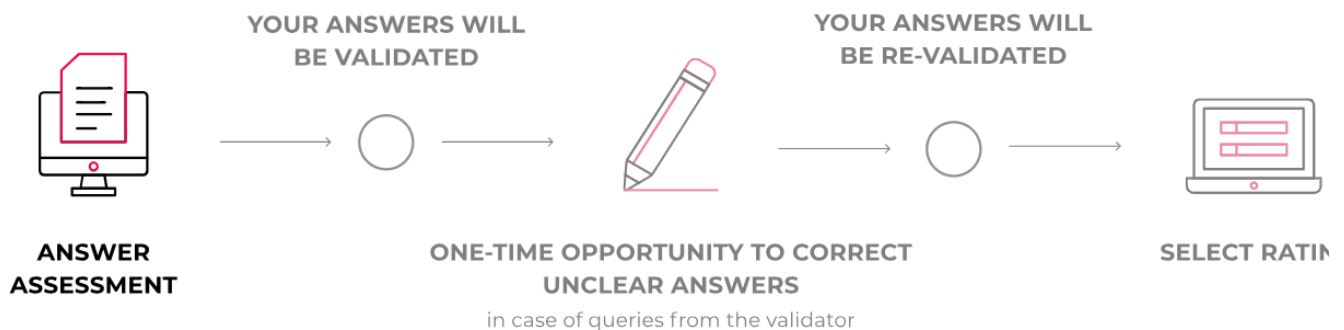 YOUR ANSWERS WILL
BE VALIDATED
YOUR ANSWERS WILL
BE RE-VALIDATED
ANSWER
ASSESSMENT
ONE-TIME OPPORTUNITY TO CORRECT
UNCLEAR ANSWERS
in case of queries from the validator
SELECT RATIN